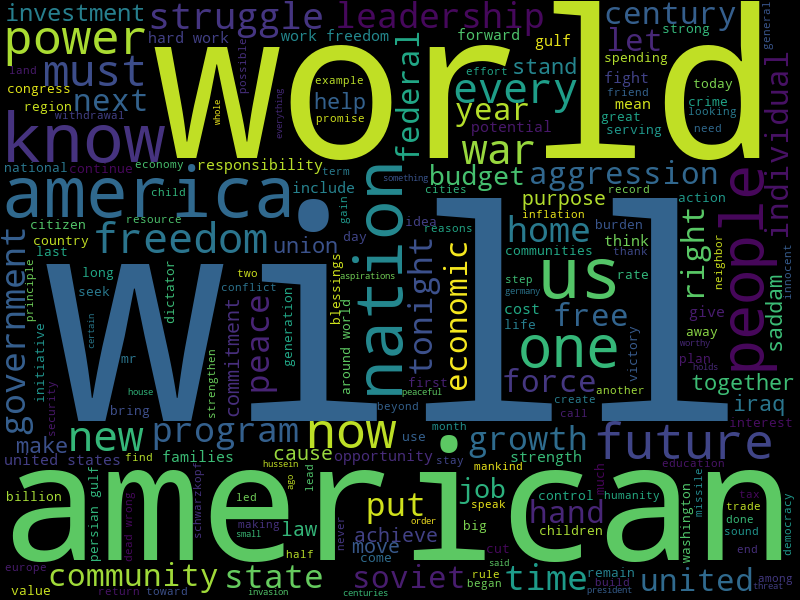 investment
struggle
leadership
century
general
power
hard work
work freedom
forward
gulf
let
strong
world
spending
must
possible
example
federal
stand
fight
today
individual
congress
next
whole
help
every
effort
friend
crime
land
region
everything
promise
year
mean
looking
withdrawal
potential
great
know
war
serving
need
national
continue
economy
responsibility
budget
aggression
america
child
term
something
cities
record
people
include
purpose
action
citizen
resource
gain
idea
reasons
inflation
burden
right
country
freedom
union
day
nation
home
think
thank
neighbor
innocent
last
communities
government
principle
long
dictator
two
blessings
aspirations
tonight
economic
step
us
rate
saddam
seek
conflict
germany
will
peace
generation
around world
cost
free
give
initiative
certain
commitment
life
victory
away
mr
one
plan
worthy
security
strengthen
house
families
first
peaceful
force
another
holds
together
bring
beyond
create
call
iraq
new
program
now
month
interest
make
cause
use
growth
future
united states
find
opportunity
stay
strength
hussein
mankind
education
american
persian gulf
dead wrong
schwarzkopf
ago
lead
job
much
washington
missile
billion
led
put
speak
control
humanity
tax
trade
democracy
making
order
hand
done
small
law
never
achieve
big
children
sound
half
move
cut
end
europe
come
said
community
state
soviet
rule
time
remain
united
among
value
return
toward
invasion
centuries
began
build
president
threat